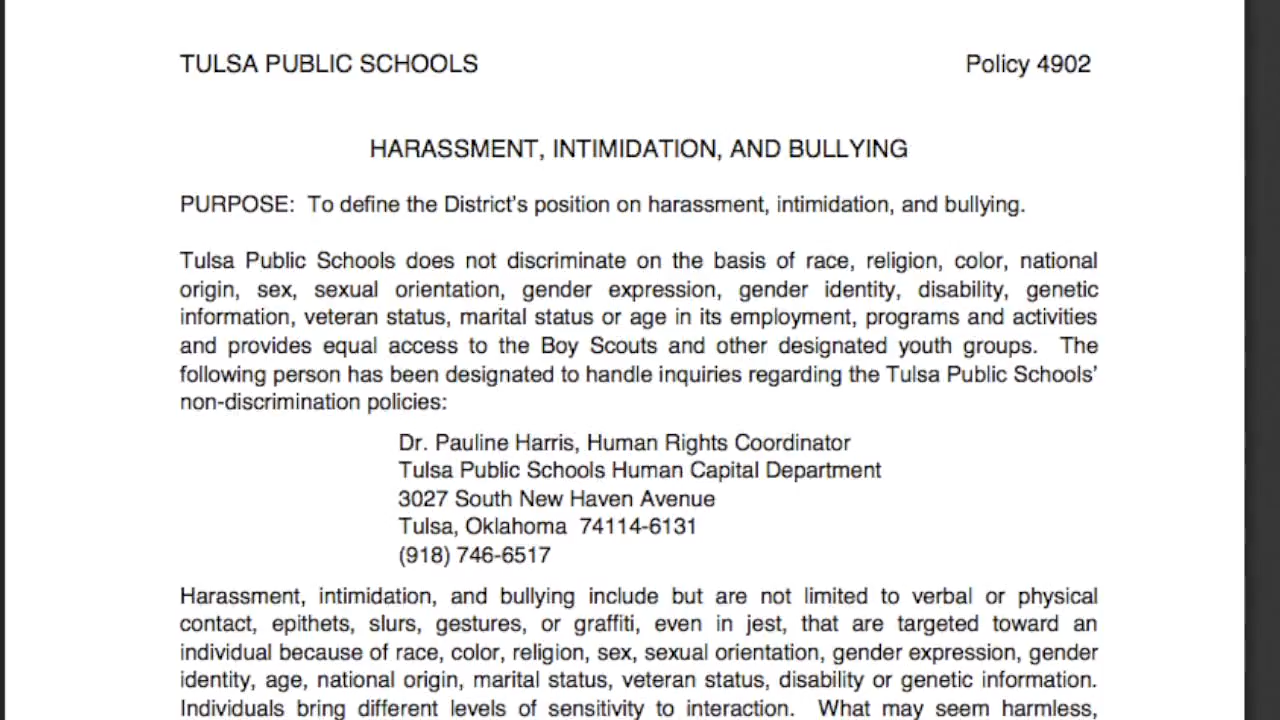 TULSA PUBLIC SCHOOLS Policy 4902
HARASSMENT, INTIMIDATION, AND BULLYING
PURPOSE: To define the District's position on harassment, intimidation, and bullying.
Tulsa Public Schools does not discriminate on the basis of race, religion, color, national
origin, sex, sexual orientation, gender expression, gender identity, disability, genetic
information, veteran status, marital status or age in its employment, programs and activities
and provides equal access to the Boy Scouts and other designated youth groups. The
following person has been designated to handle inquiries regarding the Tulsa Public Schools'
non-discrimination policies:
Dr. Pauline Harris, Human Rights Coordinator
Tulsa Public Schools Human Capital Department
3027 South New Haven Avenue
Tulsa, Oklahoma 74114-6131
(918) 746-6517
Harassment, intimidation, and bullying include but are not limited to verbal or physical
contact, epithets, slurs, gestures, or graffiti, even in jest, that are targeted toward an
individual because of race, color, religion, sex, sexual orientation, gender expression, gender
identity, age, national origin, marital status, veteran status, disability or genetic information.
Individuals bring different levels of sensitivity to interaction. What may seem harmless,